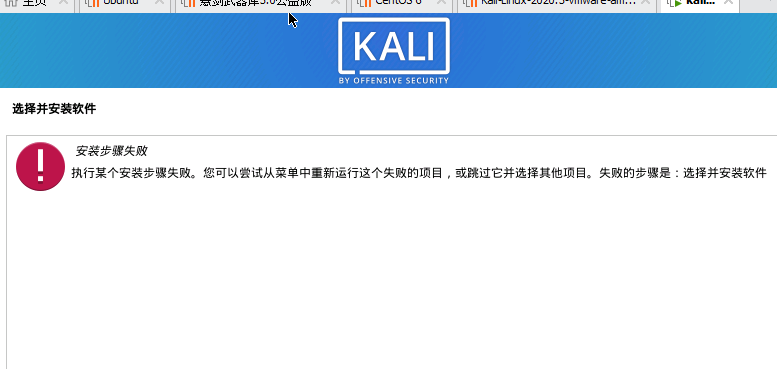 主页 Ubuntu 悬剑武器库3.0公益版 CentOS 6 Kali-Linux-2020.3-vmware-am... Kali...
KALI
BY OFFENSIVE SECURITY
选择并安装软件
安装步骤失败
执行某个安装步骤失败。您可以尝试从菜单中重新运行这个失败的项目，或跳过它并选择其他项目。失败的步骤是：选择并安装软件